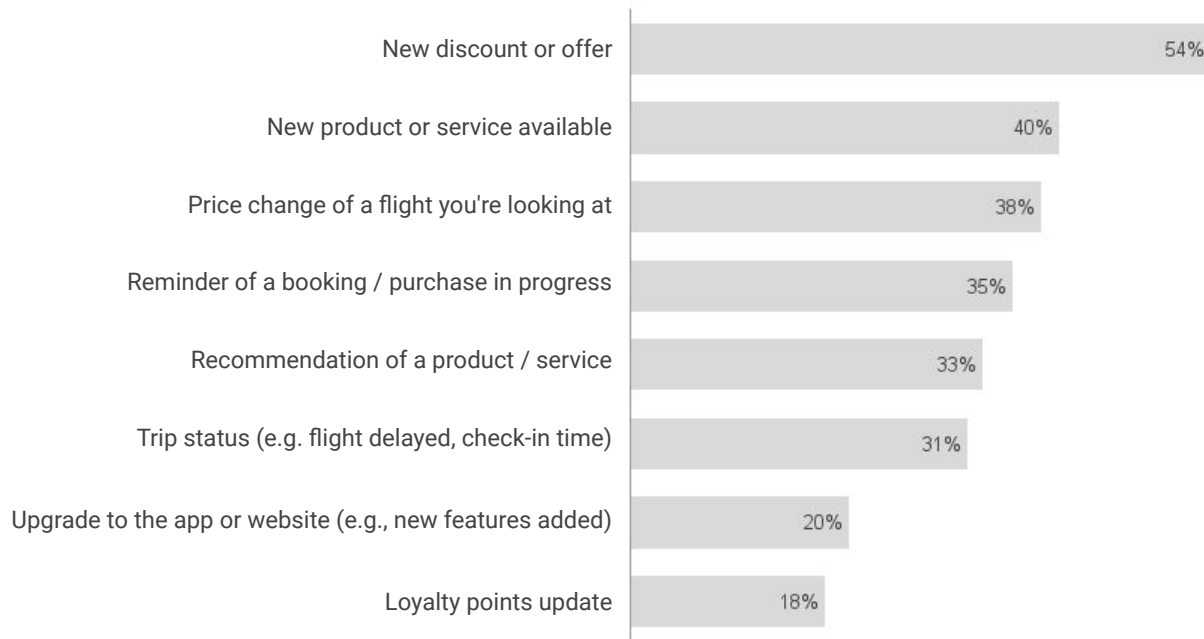 New discount or offer 54%
New product or service available 40%
Price change of a flight you're looking at 38%
Reminder of a booking / purchase in progress 35%
Recommendation of a product / service 33%
Trip status (e.g. flight delayed, check-in time) 31%
Upgrade to the app or website (e.g., new features added) 20%
Loyalty points update 18%